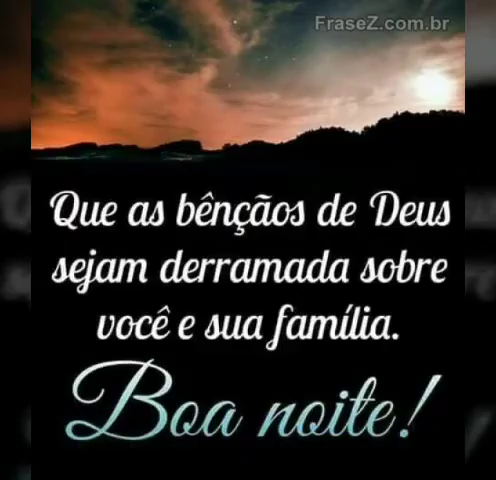 FraseZ.com.br
Que as bênçãos de Deus
sejam derramada sobre
você e sua família.
Boa noite!